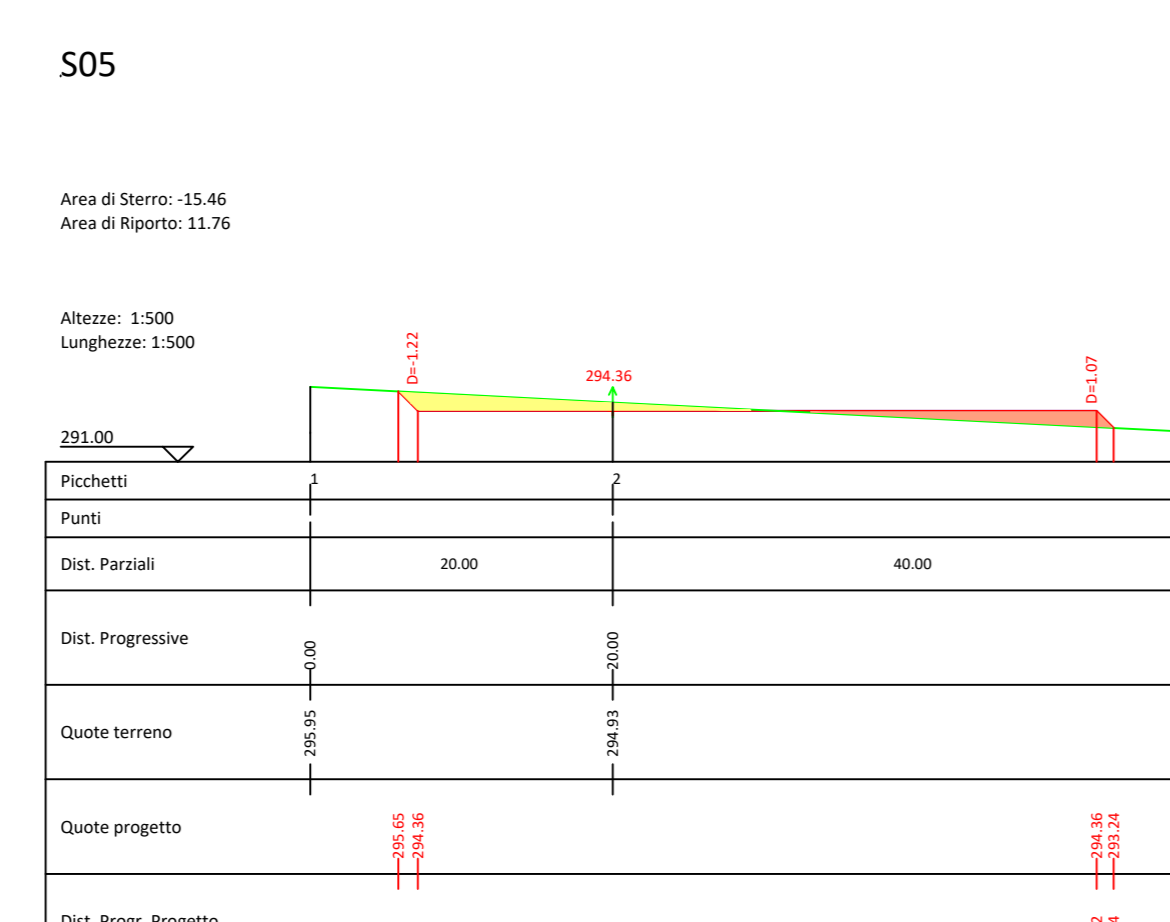 S05
Area di Sterro: -15.46
Area di Riporto: 11.76
Altezze: 1:500
Lunghezze: 1:500
D=-1.22
294.36
D=1.07
291.00
Picchetti 1 2
Punti
Dist. Parziali 20.00 40.00
Dist. Progressive 0.00 20.00
Quote terreno 295.95 294.93
Quote progetto 295.65 294.36 294.36 293.24
Dist. Progr. Progetto